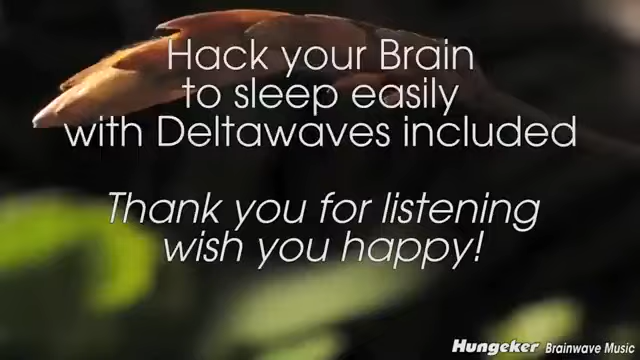 Hack your Brain
to sleep easily
with Deltawaves included
Thank you for listening
wish you happy!
Hungeker Brainwave Music